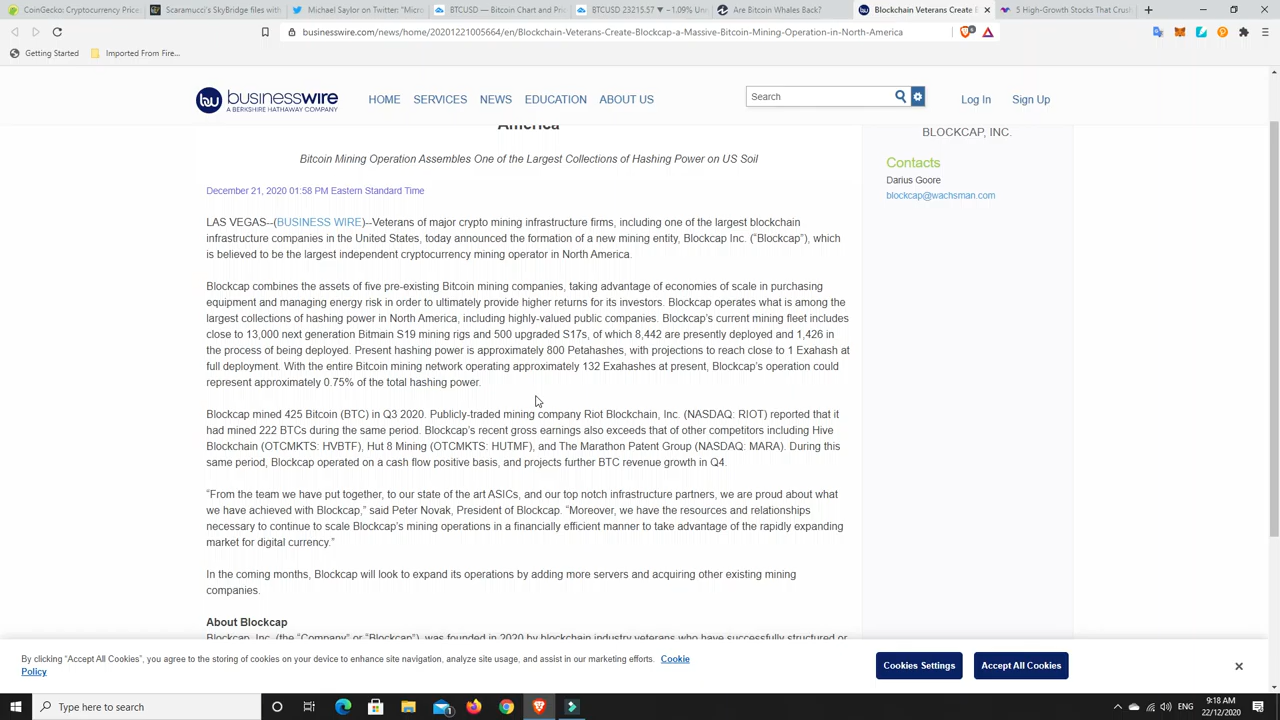 CoinGecko: Cryptocurrency Price
Scaramucci's SkyBridge files with
Michael Saylor on Twitter: "Micro
BTCUSD — Bitcoin Chart and Pri
BTCUSD 23215.57 ▼ −1.09% Un
Are Bitcoin Whales Back?
Blockchain Veterans Create B
5 High-Growth Stocks That Crush
businesswire.com/news/home/20201221005664/en/Blockchain-Veterans-Create-Blockcap-a-Massive-Bitcoin-Mining-Operation-in-North-America
Getting Started
Imported From Fire...
businesswire
A BERKSHIRE HATHAWAY COMPANY
HOME
SERVICES
NEWS
EDUCATION
ABOUT US
Search
Log In
Sign Up
America
Bitcoin Mining Operation Assembles One of the Largest Collections of Hashing Power on US Soil
December 21, 2020 01:58 PM Eastern Standard Time
LAS VEGAS--(BUSINESS WIRE)--Veterans of major crypto mining infrastructure firms, including one of the largest blockchain
infrastructure companies in the United States, today announced the formation of a new mining entity, Blockcap Inc. (“Blockcap”), which
is believed to be the largest independent cryptocurrency mining operator in North America.
Blockcap combines the assets of five pre-existing Bitcoin mining companies, taking advantage of economies of scale in purchasing
equipment and managing energy risk in order to ultimately provide higher returns for its investors. Blockcap operates what is among the
largest collections of hashing power in North America, including highly-valued public companies. Blockcap’s current mining fleet includes
close to 13,000 next generation Bitmain S19 mining rigs and 500 upgraded S17s, of which 8,442 are presently deployed and 1,426 in
the process of being deployed. Present hashing power is approximately 800 Petahashes, with projections to reach close to 1 Exahash at
full deployment. With the entire Bitcoin mining network operating approximately 132 Exahashes at present, Blockcap’s operation could
represent approximately 0.75% of the total hashing power.
Blockcap mined 425 Bitcoin (BTC) in Q3 2020. Publicly-traded mining company Riot Blockchain, Inc. (NASDAQ: RIOT) reported that it
had mined 222 BTCs during the same period. Blockcap’s recent gross earnings also exceeds that of other competitors including Hive
Blockchain (OTCMKTS: HVBTF), Hut 8 Mining (OTCMKTS: HUTMF), and The Marathon Patent Group (NASDAQ: MARA). During this
same period, Blockcap operated on a cash flow positive basis, and projects further BTC revenue growth in Q4.
“From the team we have put together, to our state of the art ASICs, and our top notch infrastructure partners, we are proud about what
we have achieved with Blockcap,” said Peter Novak, President of Blockcap. “Moreover, we have the resources and relationships
necessary to continue to scale Blockcap’s mining operations in a financially efficient manner to take advantage of the rapidly expanding
market for digital currency.”
In the coming months, Blockcap will look to expand its operations by adding more servers and acquiring other existing mining
companies.
About Blockcap
Blockcap, Inc. (the “Company” or “Blockcap”), was founded in 2020 by blockchain industry veterans who have successfully structured or
BLOCKCAP, INC.
Contacts
Darius Goore
blockcap@wachsman.com
By clicking “Accept All Cookies”, you agree to the storing of cookies on your device to enhance site navigation, analyze site usage, and assist in our marketing efforts. Cookie
Policy
Cookies Settings
Accept All Cookies
Type here to search
ENG
9:18 AM
22/12/2020